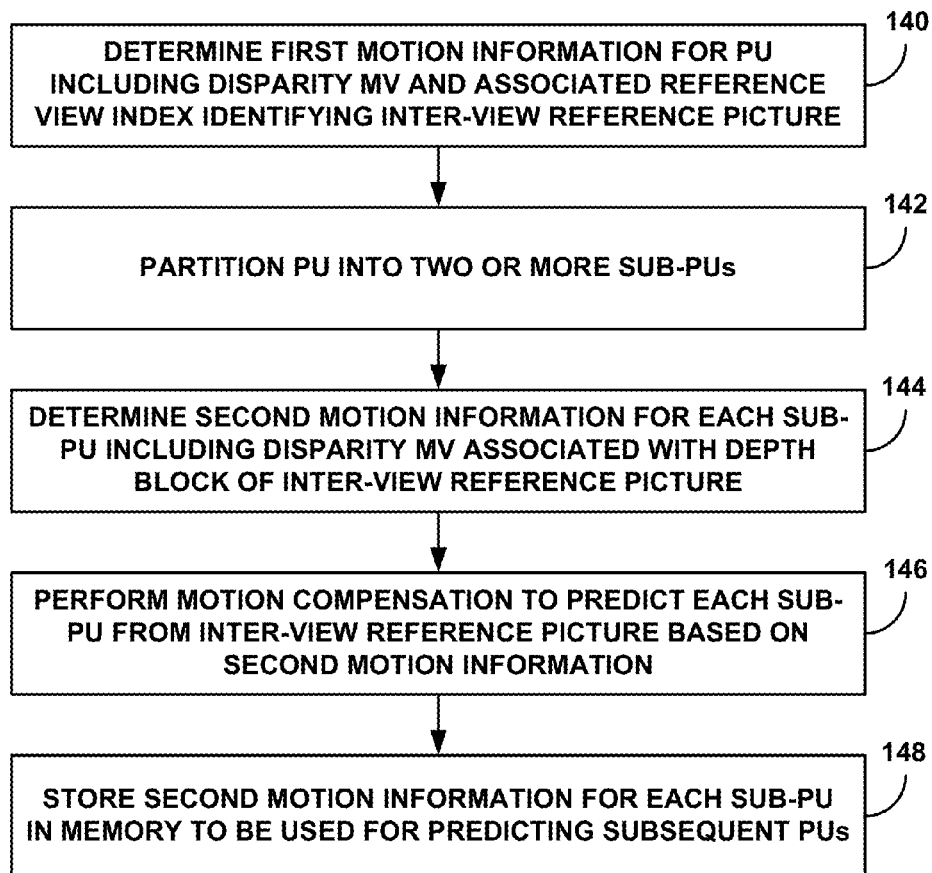 140
DETERMINE FIRST MOTION INFORMATION FOR PU
INCLUDING DISPARITY MV AND ASSOCIATED REFERENCE
VIEW INDEX IDENTIFYING INTER-VIEW REFERENCE PICTURE
142
PARTITION PU INTO TWO OR MORE SUB-PUs
144
DETERMINE SECOND MOTION INFORMATION FOR EACH SUB-
PU INCLUDING DISPARITY MV ASSOCIATED WITH DEPTH
BLOCK OF INTER-VIEW REFERENCE PICTURE
146
PERFORM MOTION COMPENSATION TO PREDICT EACH SUB-
PU FROM INTER-VIEW REFERENCE PICTURE BASED ON
SECOND MOTION INFORMATION
148
STORE SECOND MOTION INFORMATION FOR EACH SUB-PU
IN MEMORY TO BE USED FOR PREDICTING SUBSEQUENT PUs